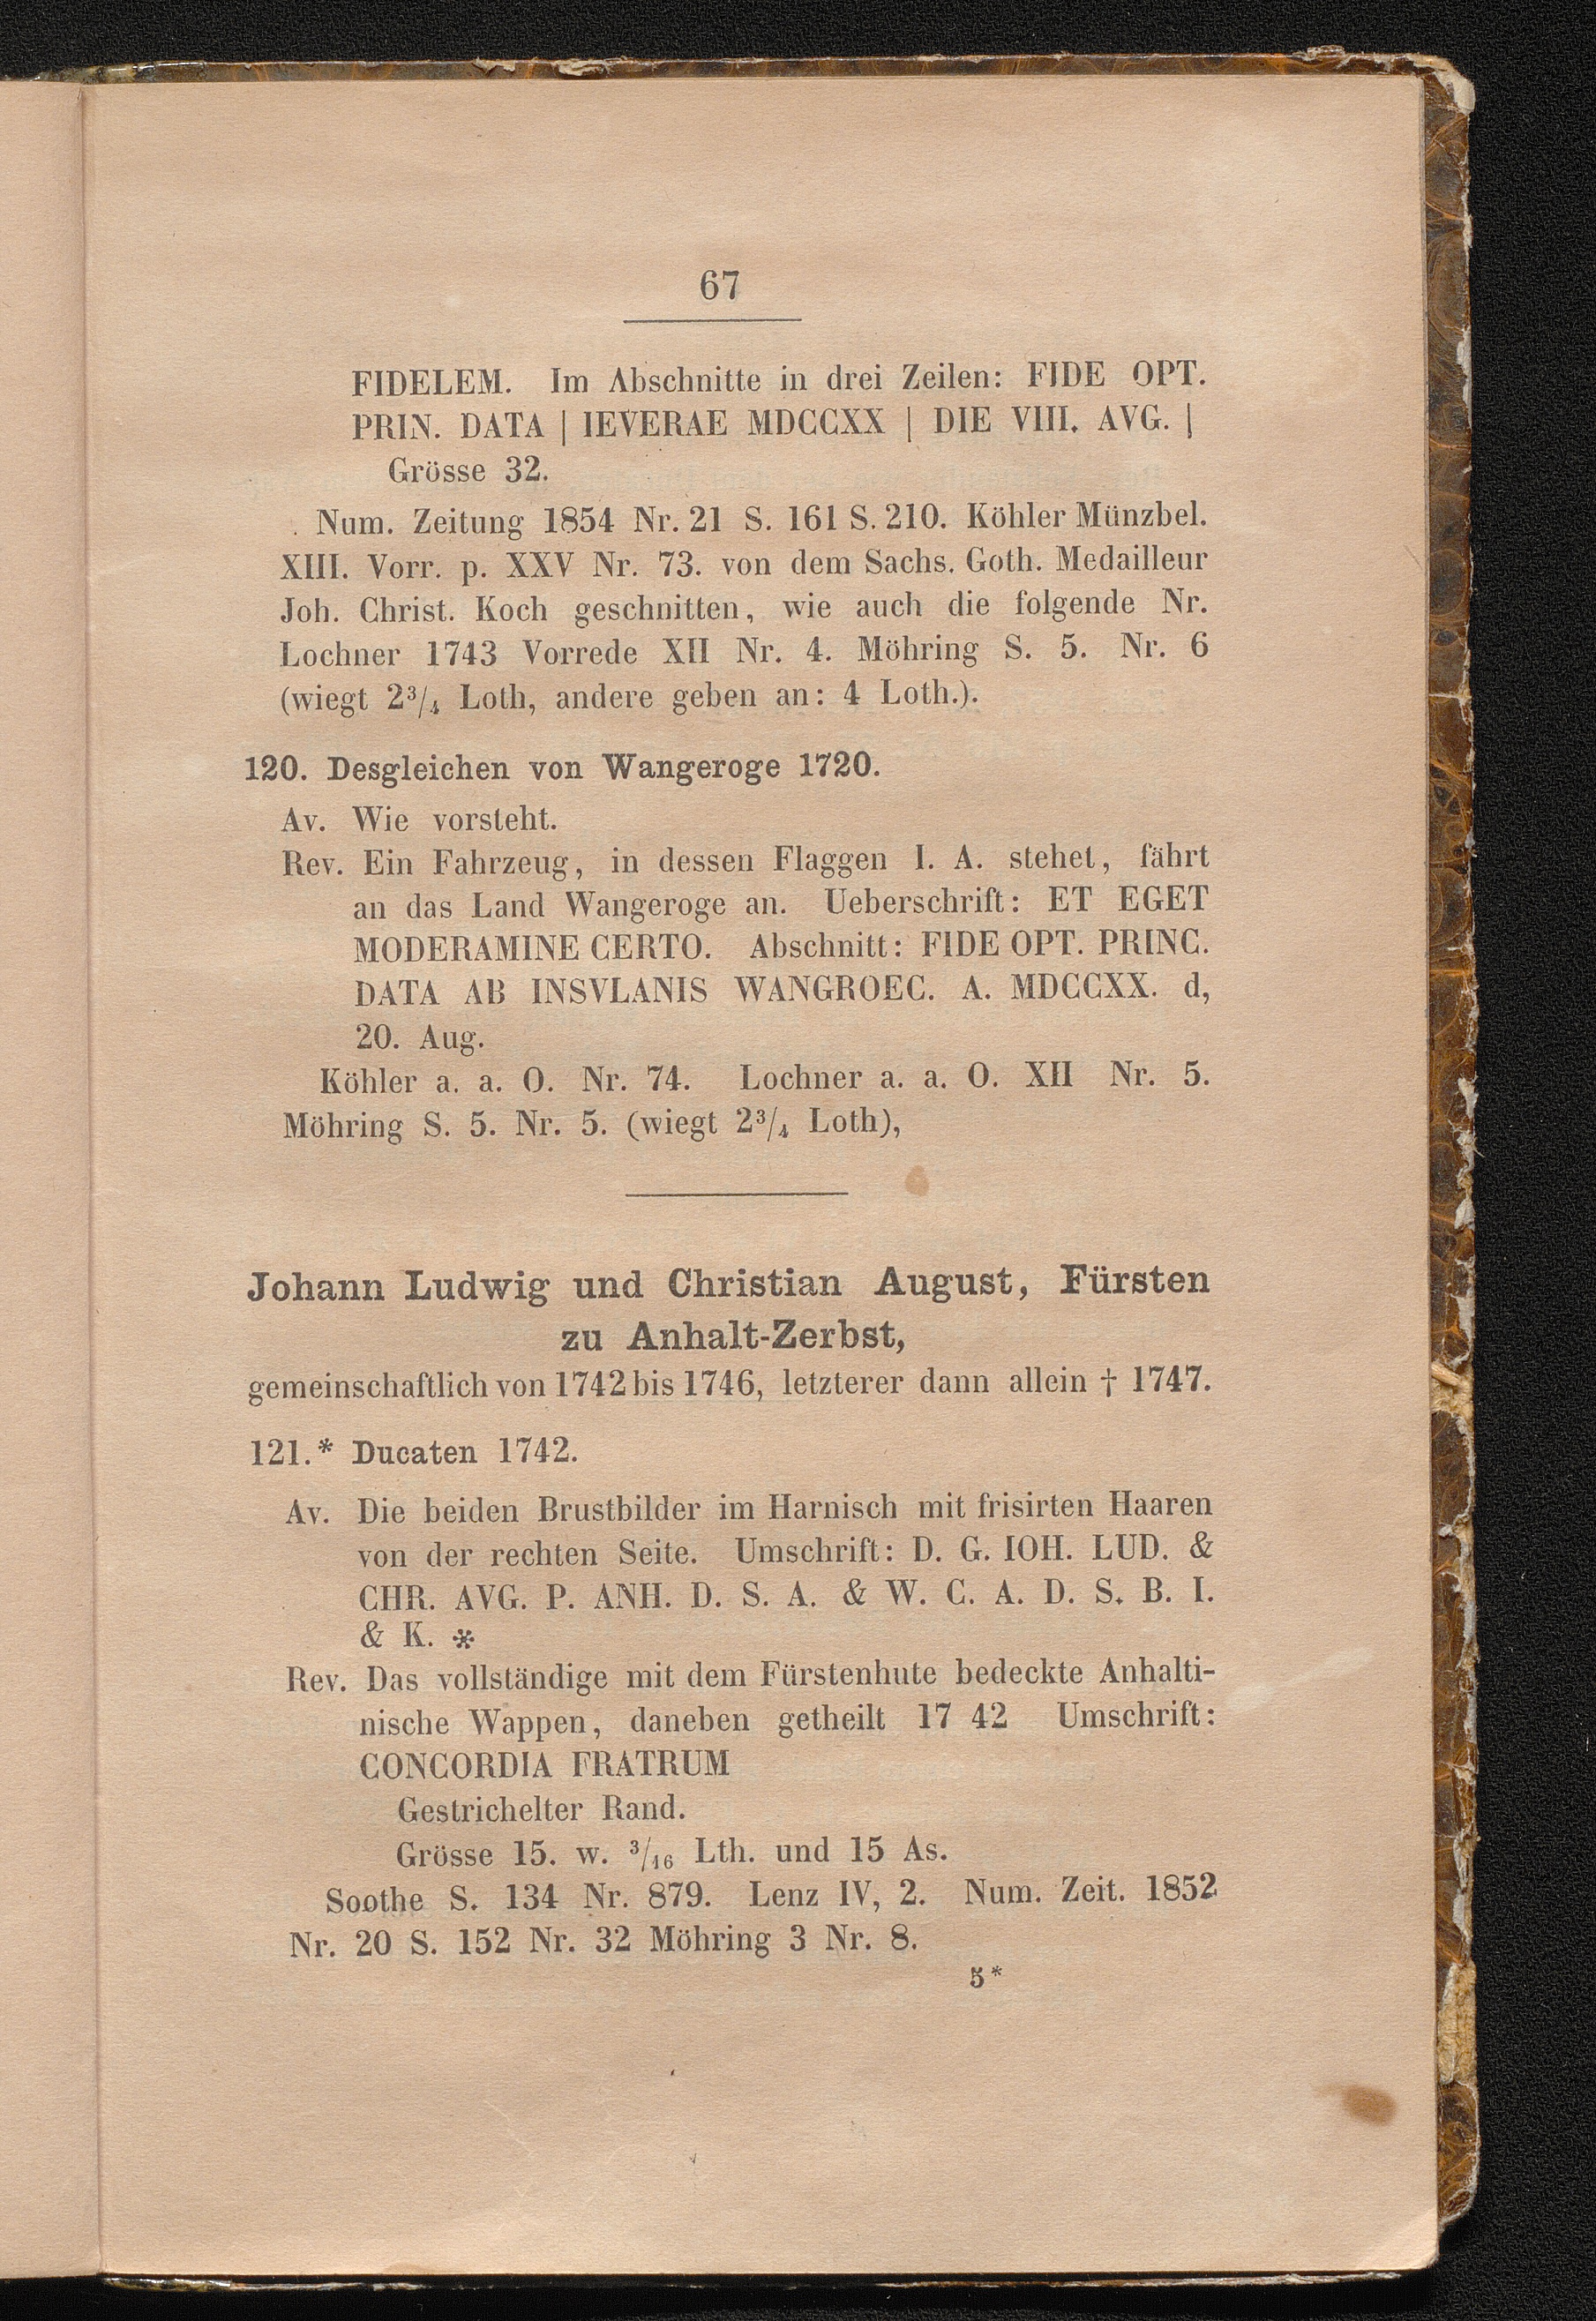 67
FIDELEM. Im Abschnitte in drei Zeilen: FIDE OPT.
PRIN. DATA | IEVERAE MDCCXX | DIE VIII. AVG. |
Grösse 32.
Num. Zeitung 1854 Nr. 21 S. 161 S. 210. Köhler Münzbel.
XIII. Vorr. p. XXV Nr. 73. von dem Sachs. Goth. Medailleur
Joh. Christ. Koch geschnitten, wie auch die folgende Nr.
Lochner 1743 Vorrede XII Nr. 4. Möhring S. 5. Nr. 6
(wiegt 2³/₄ Loth, andere geben an: 4 Loth.).
120. Desgleichen von Wangeroge 1720.
Av. Wie vorsteht.
Rev. Ein Fahrzeug, in dessen Flaggen I. A. stehet, fährt
an das Land Wangeroge an. Ueberschrift: ET EGET
MODERAMINE CERTO. Abschnitt: FIDE OPT. PRINC.
DATA AB INSVLANIS WANGROEC. A. MDCCXX. d,
20. Aug.
Köhler a. a. O. Nr. 74. Lochner a. a. O. XII Nr. 5.
Möhring S. 5. Nr. 5. (wiegt 2³/₄ Loth),
Johann Ludwig und Christian August, Fürsten
zu Anhalt-Zerbst,
gemeinschaftlich von 1742 bis 1746, letzterer dann allein † 1747.
121.* Ducaten 1742.
Av. Die beiden Brustbilder im Harnisch mit frisirten Haaren
von der rechten Seite. Umschrift: D. G. IOH. LUD. &
CHR. AVG. P. ANH. D. S. A. & W. C. A. D. S. B. I.
& K. ✻
Rev. Das vollständige mit dem Fürstenhute bedeckte Anhalti-
nische Wappen, daneben getheilt 17 42 Umschrift:
CONCORDIA FRATRUM
Gestrichelter Rand.
Grösse 15. w. ³/₁₆ Lth. und 15 As.
Soothe S. 134 Nr. 879. Lenz IV, 2. Num. Zeit. 1852
Nr. 20 S. 152 Nr. 32 Möhring 3 Nr. 8.
5*